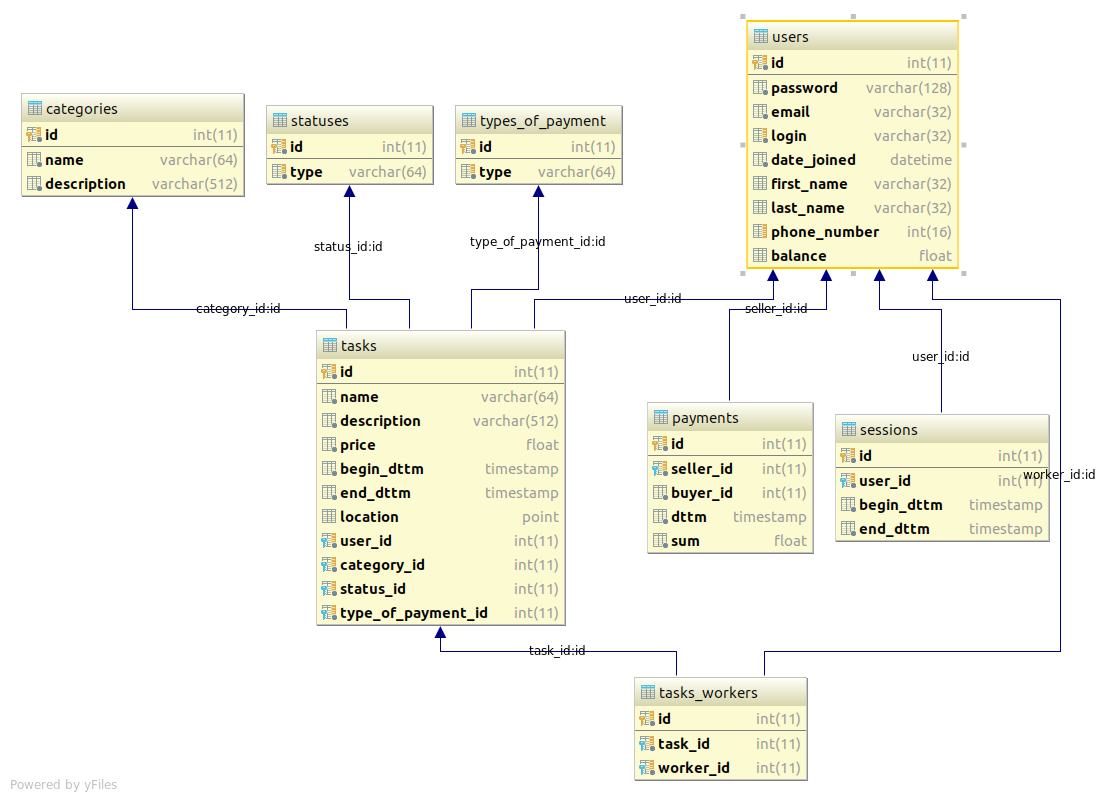 users
id int(11)
password varchar(128)
email varchar(32)
login varchar(32)
date_joined datetime
first_name varchar(32)
last_name varchar(32)
phone_number int(16)
balance float
categories
id int(11)
name varchar(64)
description varchar(512)
statuses
id int(11)
type varchar(64)
types_of_payment
id int(11)
type varchar(64)
status_id:id
type_of_payment_id:id
category_id:id
user_id:id
seller_id:id
user_id:id
worker_id:id
tasks
id int(11)
name varchar(64)
description varchar(512)
price float
begin_dttm timestamp
end_dttm timestamp
location point
user_id int(11)
category_id int(11)
status_id int(11)
type_of_payment_id int(11)
payments
id int(11)
seller_id int(11)
buyer_id int(11)
dttm timestamp
sum float
sessions
id int(11)
user_id int(11)
begin_dttm timestamp
end_dttm timestamp
task_id:id
tasks_workers
id int(11)
task_id int(11)
worker_id int(11)
Powered by yFiles